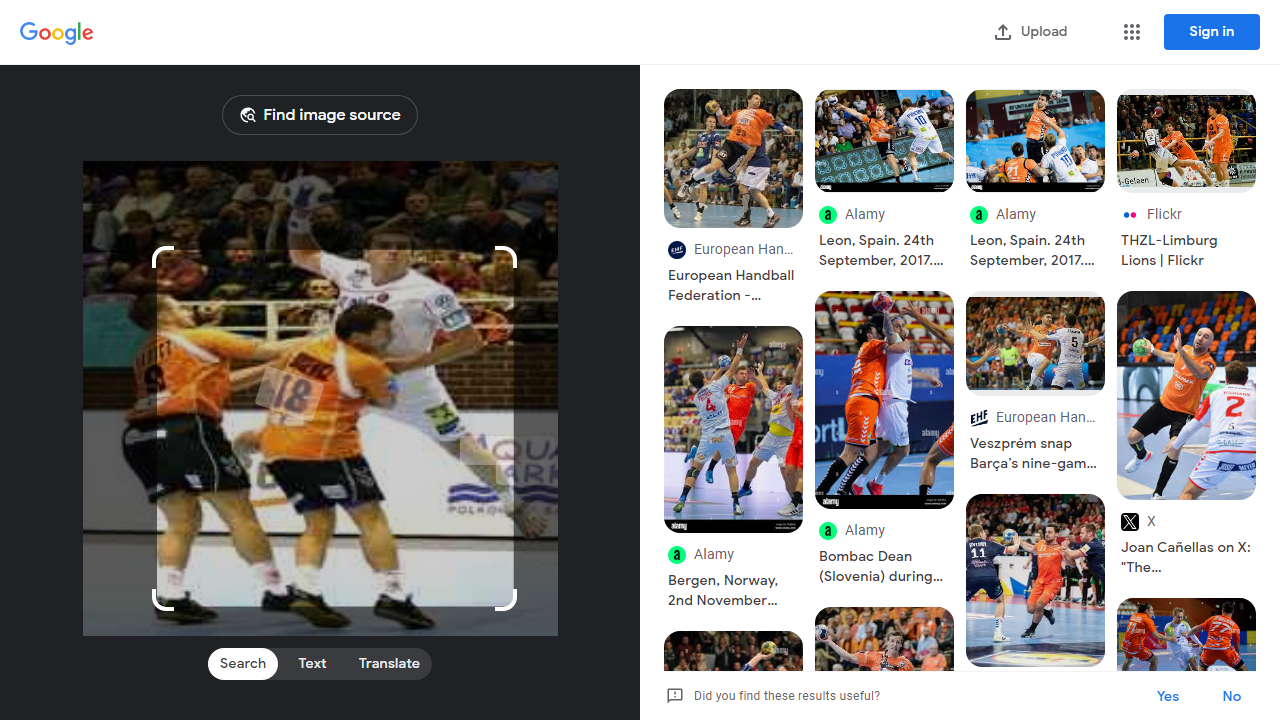 Google
Upload
Sign in
Find image source
18
Search
Text
Translate
European Han...
European Handball
Federation -...
Alamy
Leon, Spain. 24th
September, 2017....
Alamy
Leon, Spain. 24th
September, 2017....
Flickr
THZL-Limburg
Lions | Flickr
Alamy
Bergen, Norway,
2nd November...
Alamy
Bombac Dean
(Slovenia) during...
EHF
European Han...
Veszprém snap
Barça’s nine-gam...
X
Joan Cañellas on X:
"The...
Did you find these results useful?
Yes
No